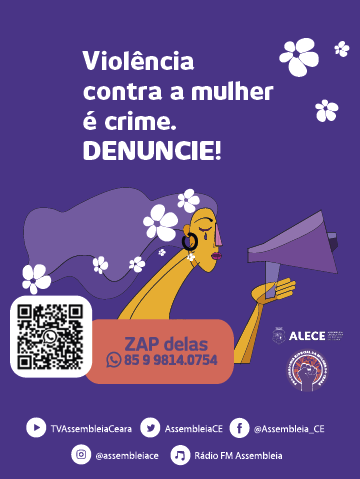 Violência
contra a mulher
é crime.
DENUNCIE!
ZAP delas
85 9 9814.0754
ALECE
TVAssembleiaCeara
AssembleiaCE
@Assembleia_CE
@assembleiace
Rádio FM Assembleia